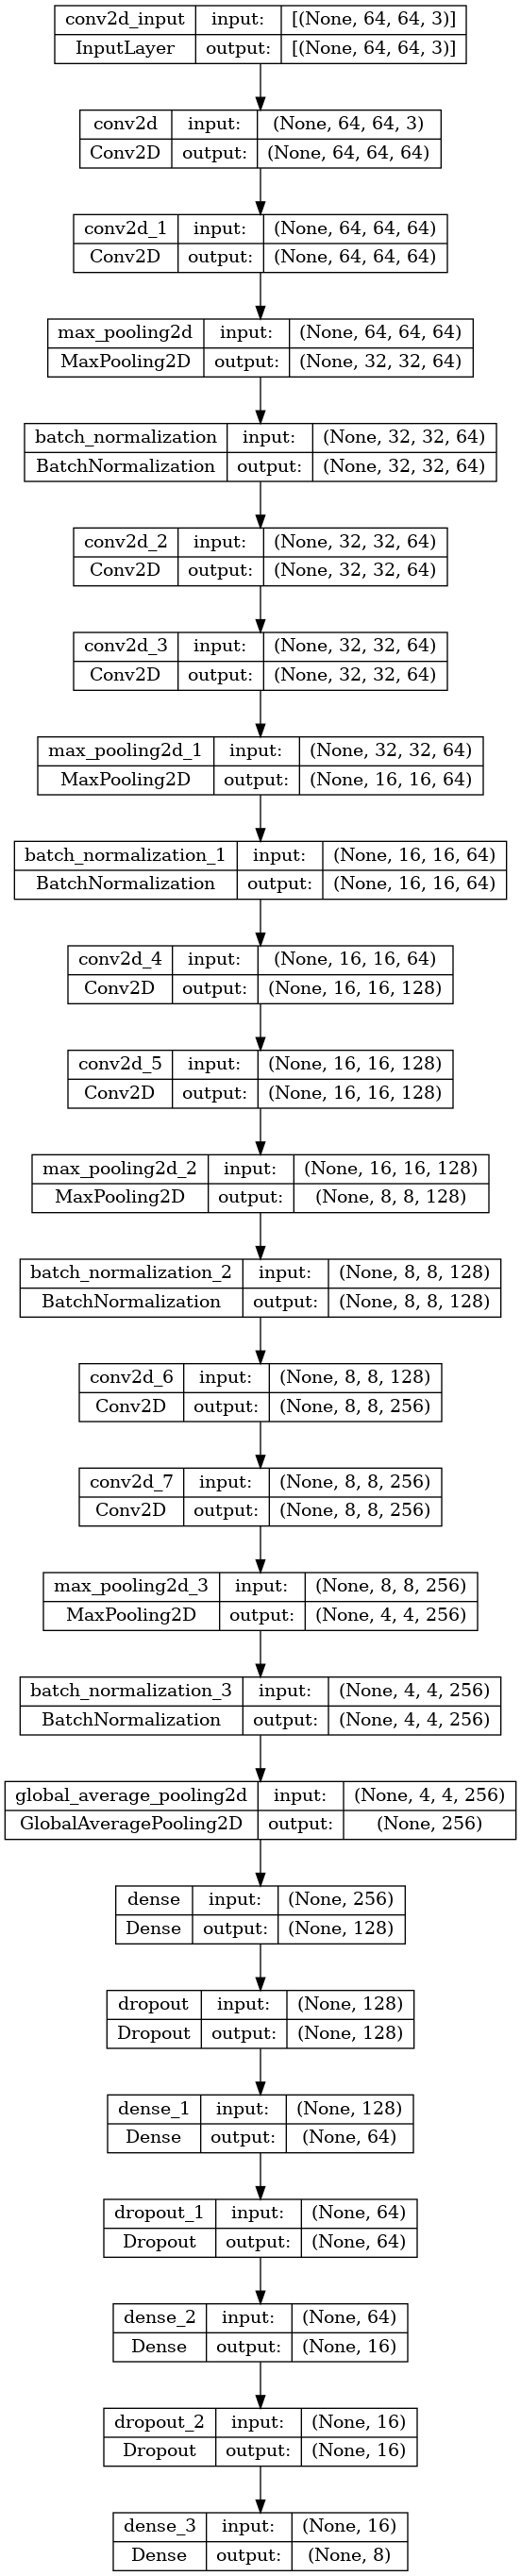 conv2d_input input: [(None, 64, 64, 3)]
InputLayer output: [(None, 64, 64, 3)]
conv2d input: (None, 64, 64, 3)
Conv2D output: (None, 64, 64, 64)
conv2d_1 input: (None, 64, 64, 64)
Conv2D output: (None, 64, 64, 64)
max_pooling2d input: (None, 64, 64, 64)
MaxPooling2D output: (None, 32, 32, 64)
batch_normalization input: (None, 32, 32, 64)
BatchNormalization output: (None, 32, 32, 64)
conv2d_2 input: (None, 32, 32, 64)
Conv2D output: (None, 32, 32, 64)
conv2d_3 input: (None, 32, 32, 64)
Conv2D output: (None, 32, 32, 64)
max_pooling2d_1 input: (None, 32, 32, 64)
MaxPooling2D output: (None, 16, 16, 64)
batch_normalization_1 input: (None, 16, 16, 64)
BatchNormalization output: (None, 16, 16, 64)
conv2d_4 input: (None, 16, 16, 64)
Conv2D output: (None, 16, 16, 128)
conv2d_5 input: (None, 16, 16, 128)
Conv2D output: (None, 16, 16, 128)
max_pooling2d_2 input: (None, 16, 16, 128)
MaxPooling2D output: (None, 8, 8, 128)
batch_normalization_2 input: (None, 8, 8, 128)
BatchNormalization output: (None, 8, 8, 128)
conv2d_6 input: (None, 8, 8, 128)
Conv2D output: (None, 8, 8, 256)
conv2d_7 input: (None, 8, 8, 256)
Conv2D output: (None, 8, 8, 256)
max_pooling2d_3 input: (None, 8, 8, 256)
MaxPooling2D output: (None, 4, 4, 256)
batch_normalization_3 input: (None, 4, 4, 256)
BatchNormalization output: (None, 4, 4, 256)
global_average_pooling2d input: (None, 4, 4, 256)
GlobalAveragePooling2D output: (None, 256)
dense input: (None, 256)
Dense output: (None, 128)
dropout input: (None, 128)
Dropout output: (None, 128)
dense_1 input: (None, 128)
Dense output: (None, 64)
dropout_1 input: (None, 64)
Dropout output: (None, 64)
dense_2 input: (None, 64)
Dense output: (None, 16)
dropout_2 input: (None, 16)
Dropout output: (None, 16)
dense_3 input: (None, 16)
Dense output: (None, 8)